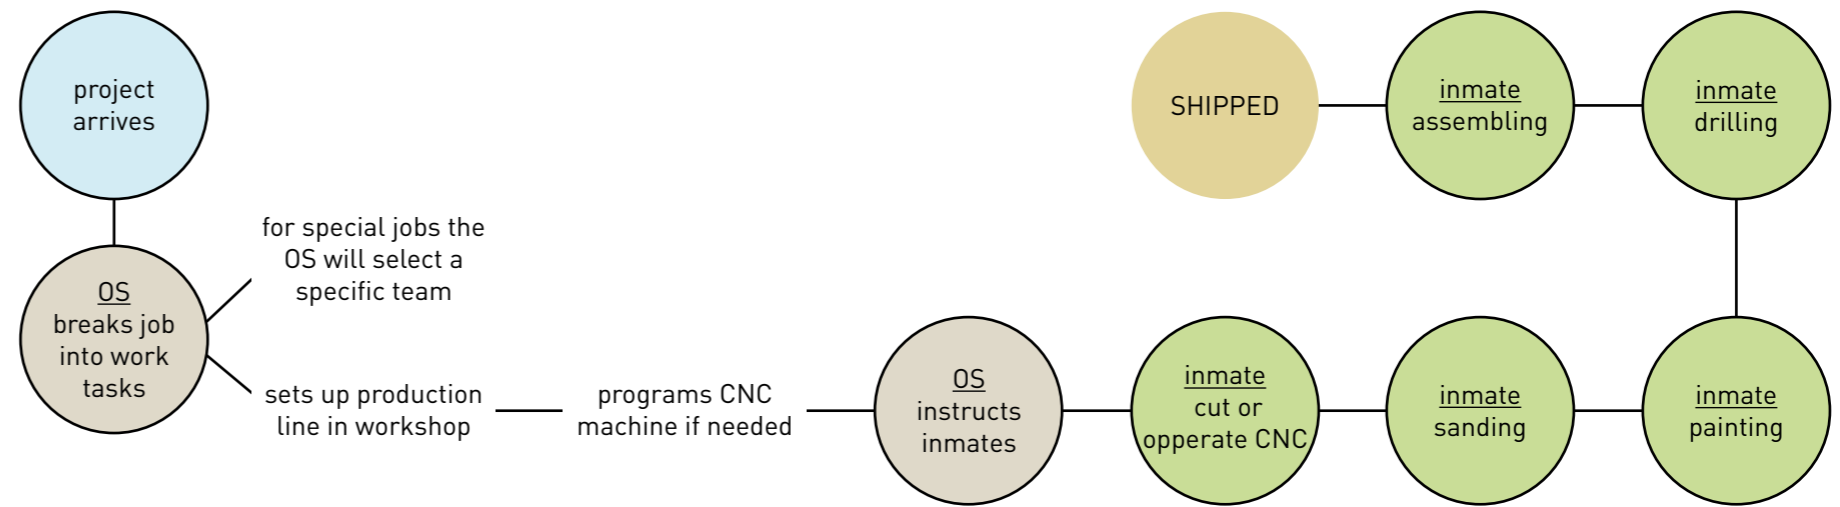 project
arrives
OS
breaks job
into work
tasks
for special jobs the
OS will select a
specific team
sets up production
line in workshop
programs CNC
machine if needed
OS
instructs
inmates
inmate
cut or
opperate CNC
inmate
sanding
inmate
painting
inmate
drilling
inmate
assembling
SHIPPED